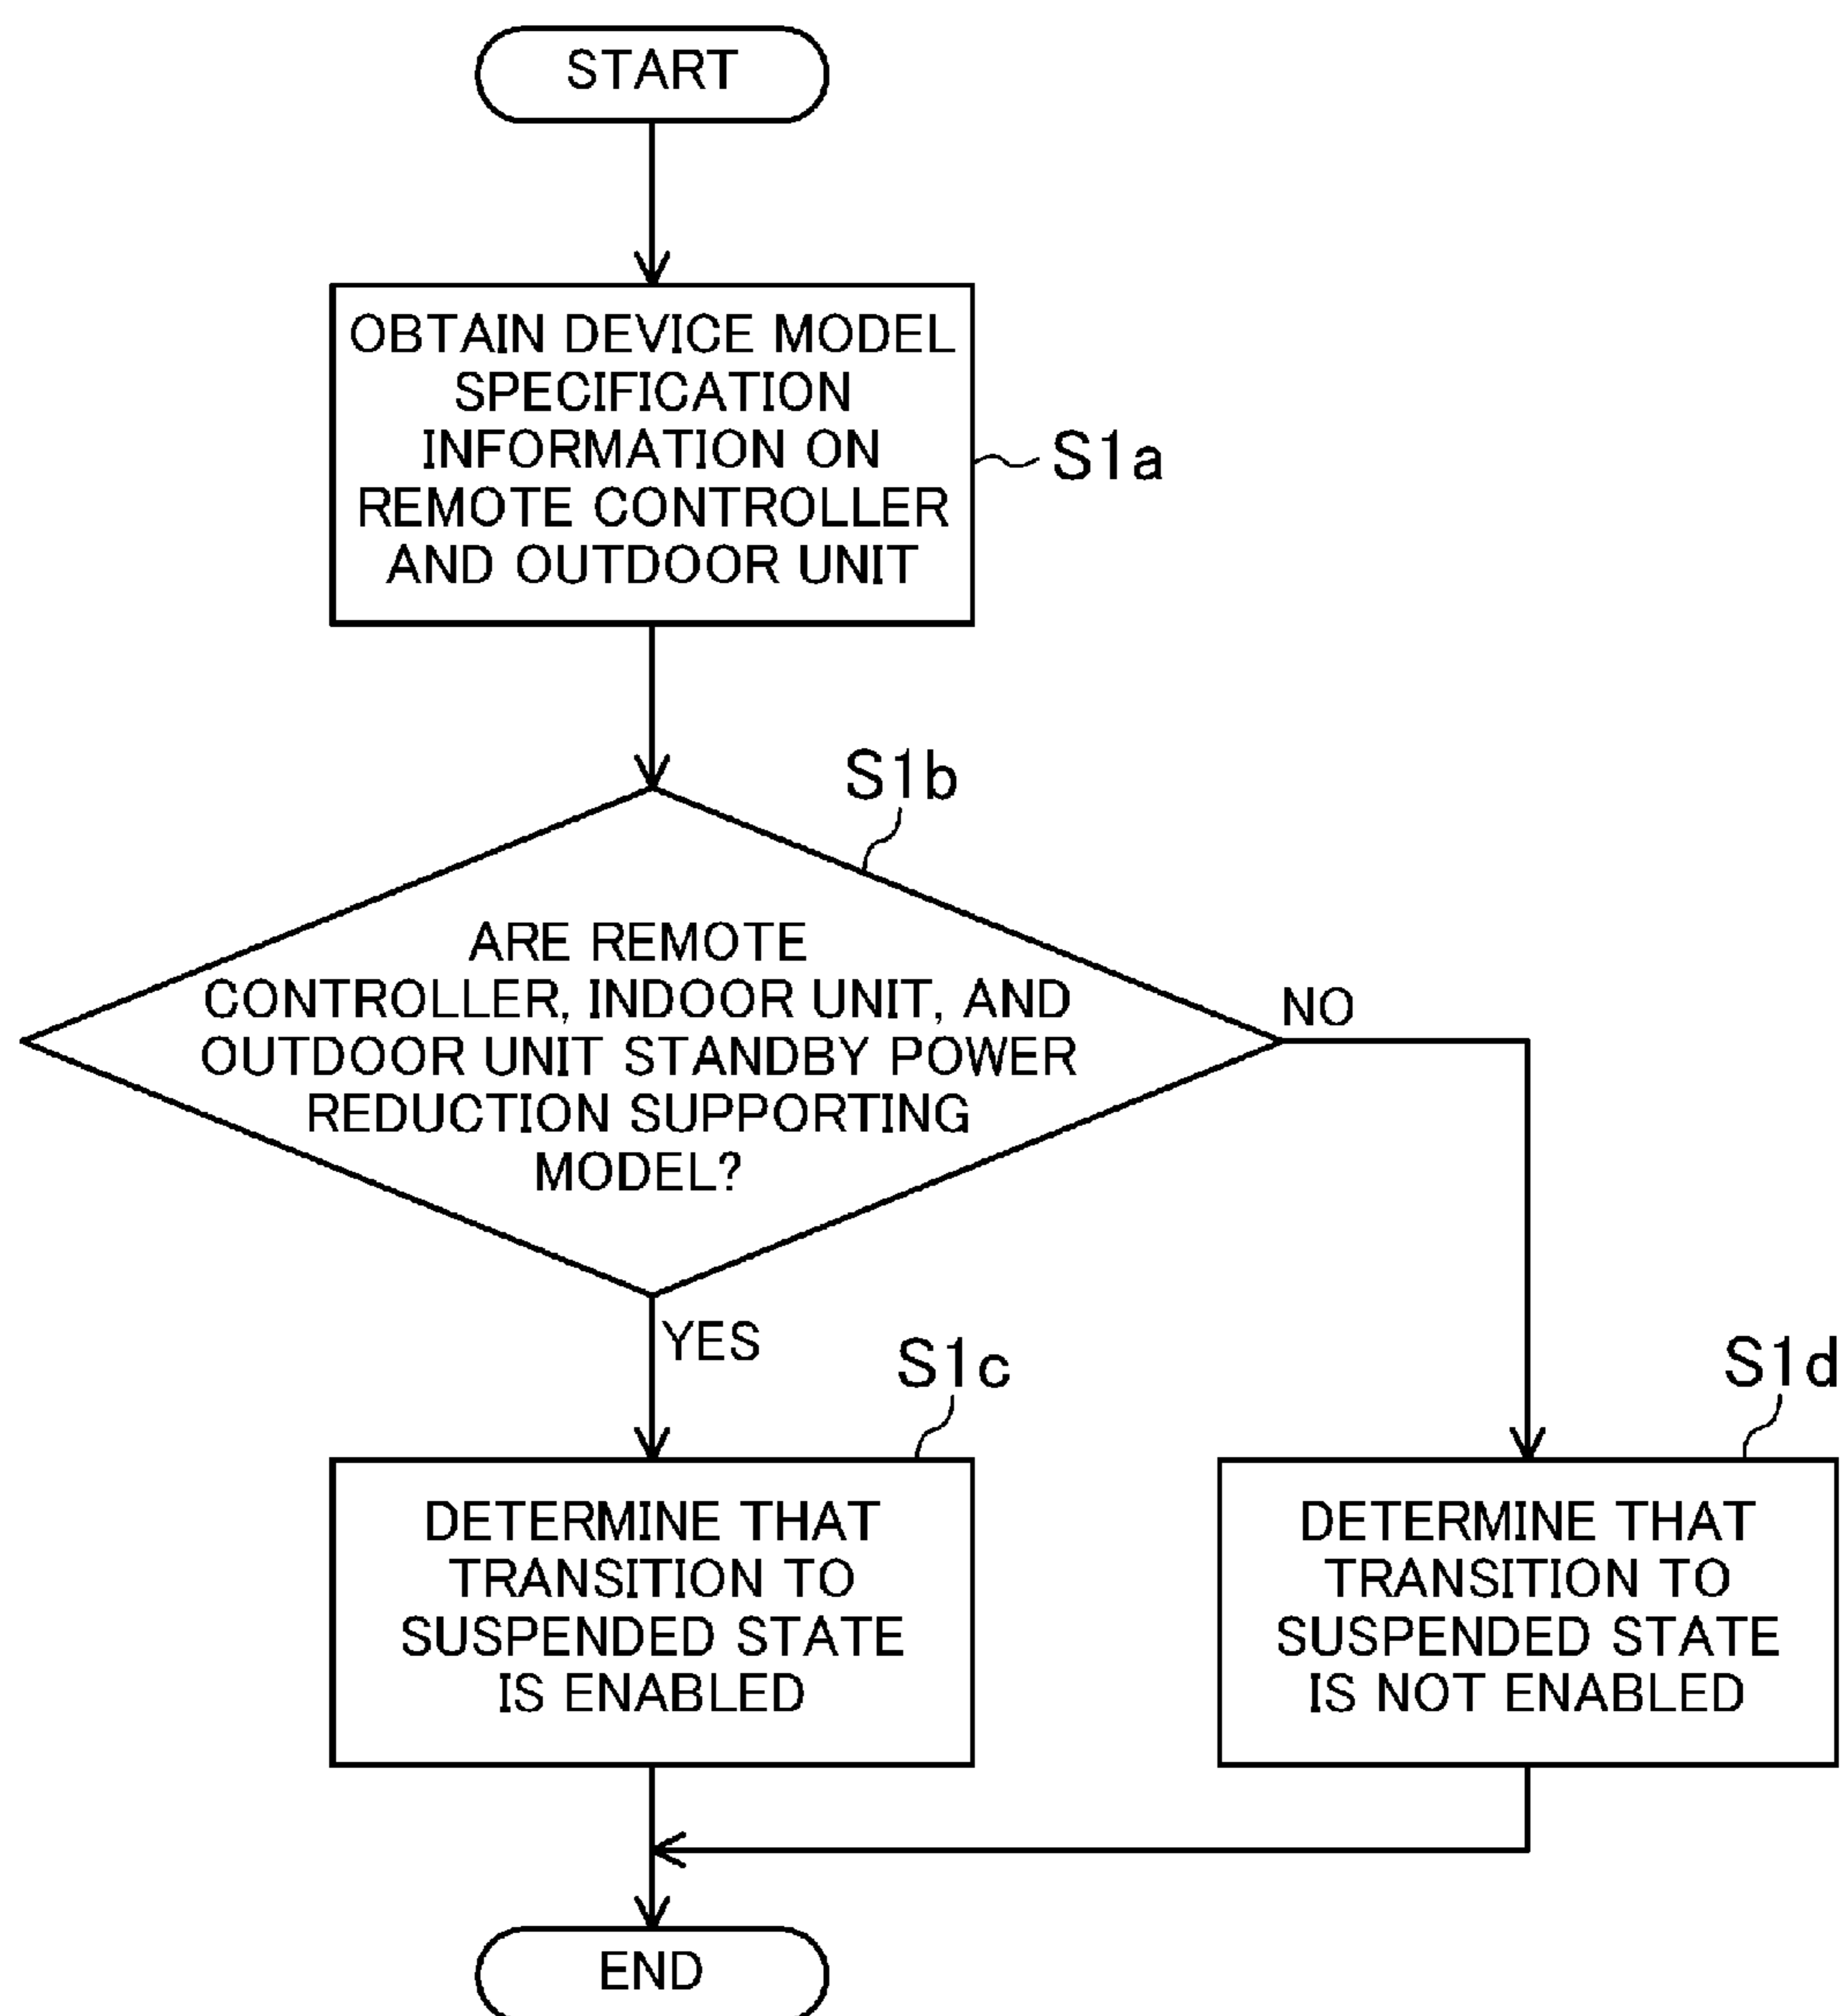 START
OBTAIN DEVICE MODEL
SPECIFICATION
INFORMATION ON
REMOTE CONTROLLER
AND OUTDOOR UNIT
S1a
S1b
ARE REMOTE
CONTROLLER, INDOOR UNIT, AND
OUTDOOR UNIT STANDBY POWER
REDUCTION SUPPORTING
MODEL?
NO
YES
S1c
DETERMINE THAT
TRANSITION TO
SUSPENDED STATE
IS ENABLED
S1d
DETERMINE THAT
TRANSITION TO
SUSPENDED STATE
IS NOT ENABLED
END